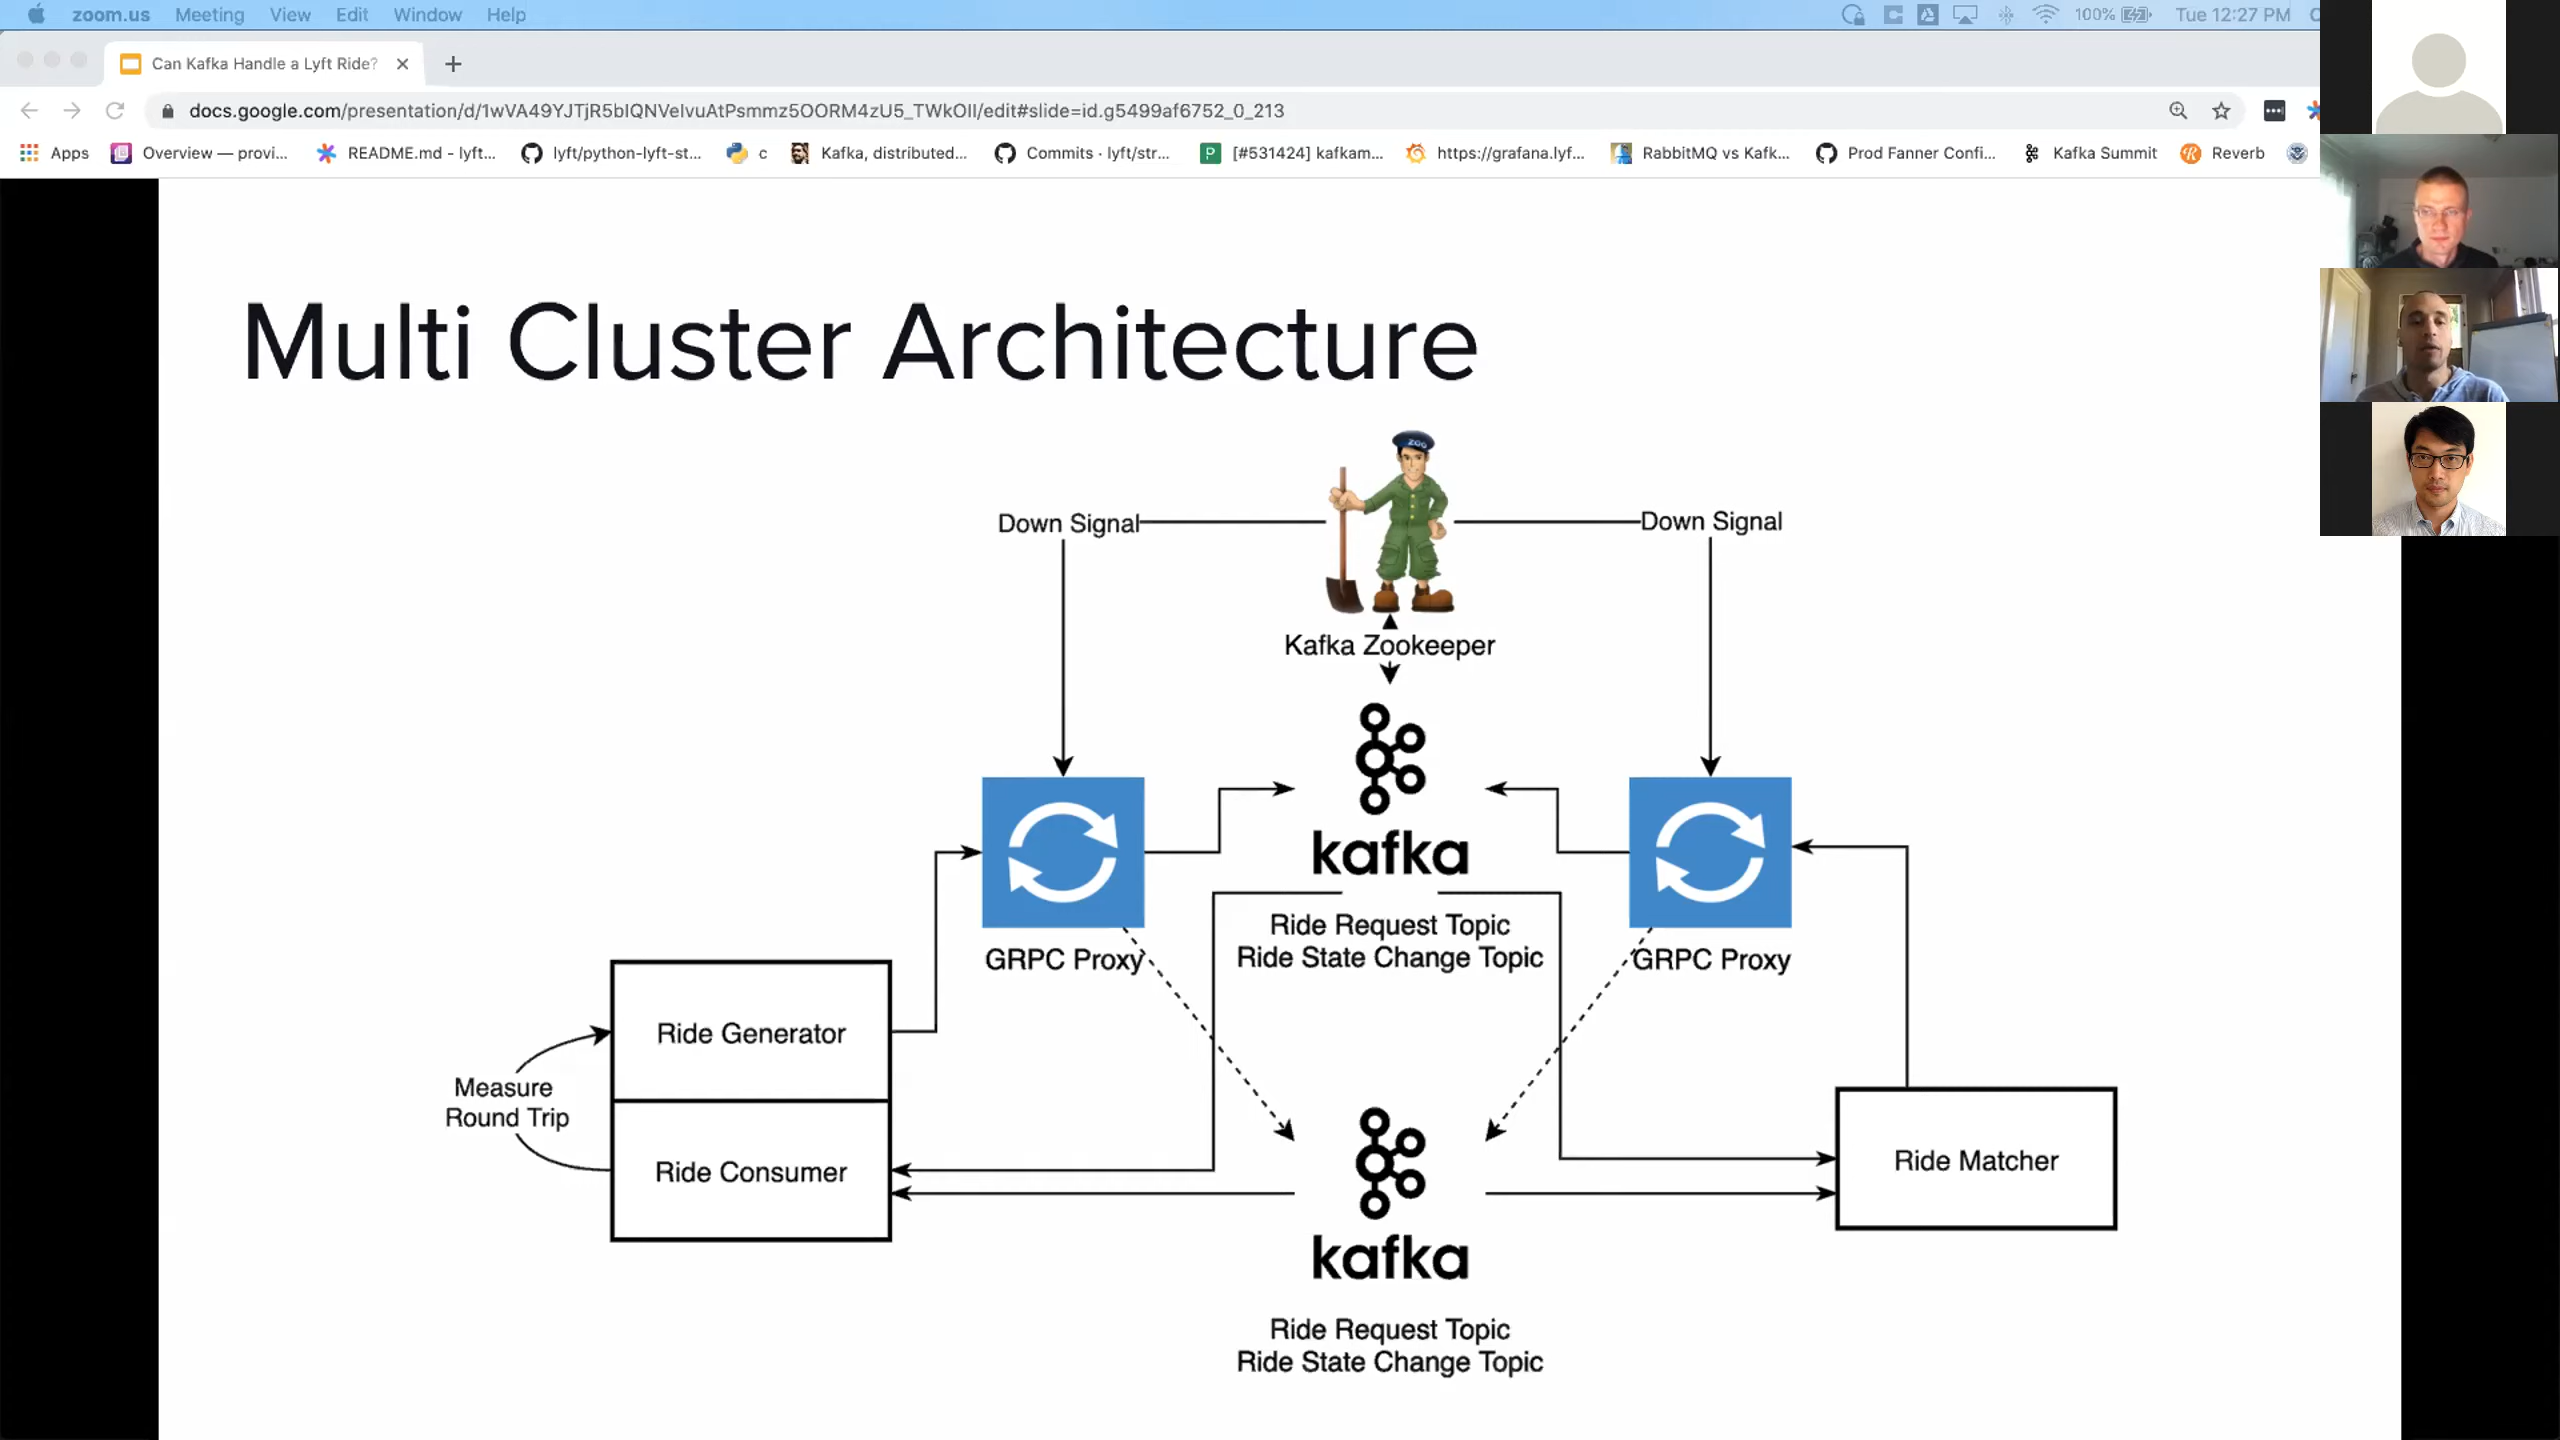 zoom.us Meeting View Edit Window Help
100% Tue 12:27 PM
Can Kafka Handle a Lyft Ride?
docs.google.com/presentation/d/1wVA49YJTjR5bIQNVeIvuAtPsmmz5OORM4zU5_TWkOII/edit#slide=id.g5499af6752_0_213
Apps Overview — provi... README.md - lyft... lyft/python-lyft-st... c Kafka, distributed... Commits · lyft/str... [#531424] kafkam... https://grafana.lyf... RabbitMQ vs Kafk... Prod Fanner Confi... Kafka Summit Reverb
Multi Cluster Architecture
ZOO
Down Signal
Down Signal
Kafka Zookeeper
kafka
Ride Request Topic
Ride State Change Topic
GRPC Proxy
GRPC Proxy
Ride Generator
Measure
Round Trip
Ride Consumer
Ride Matcher
kafka
Ride Request Topic
Ride State Change Topic